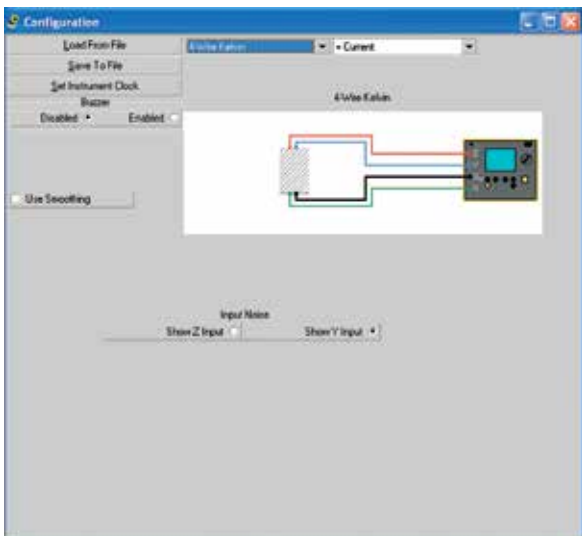 Configuration
Load From File
4-Wire Kelvin
+ Current
Save To File
Set Instrument Clock
Buzzer
Disabled
Enabled
4-Wire Kelvin
Use Smoothing
Input Noise
Show Z Input
Show Y Input